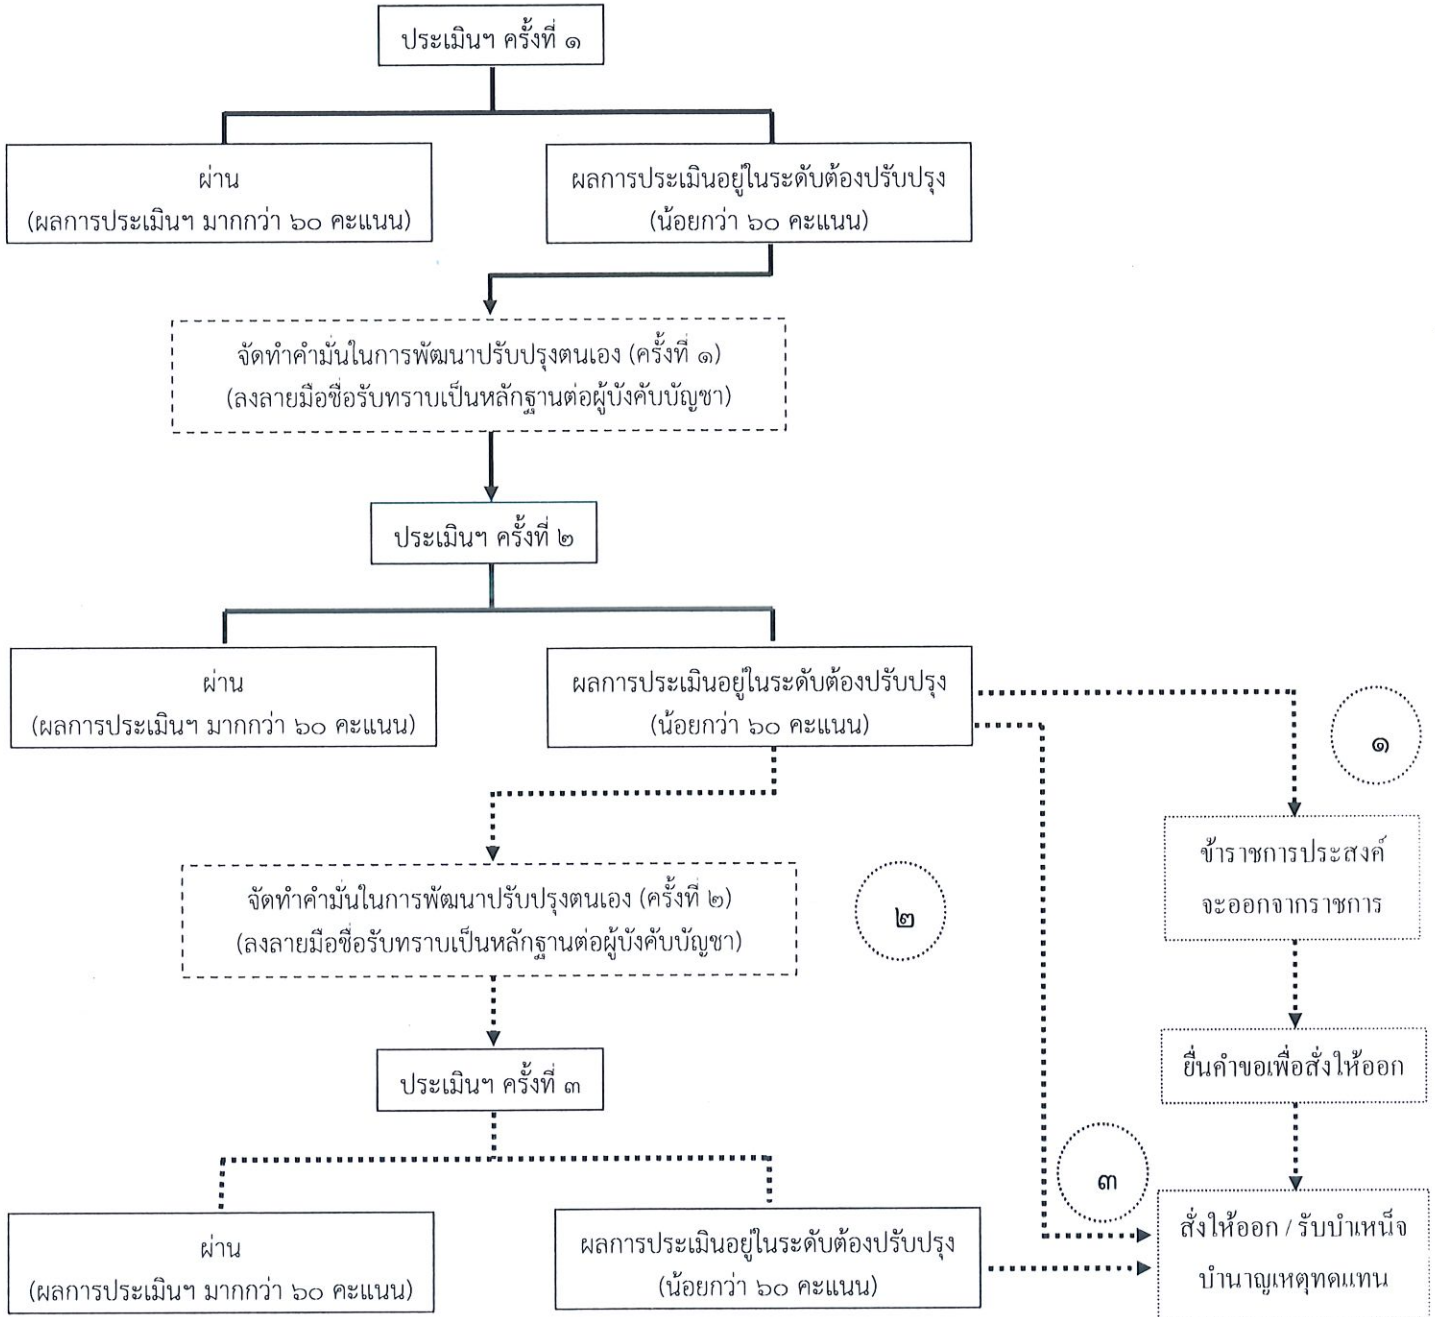 ประเมินฯ ครั้งที่ ๑
ผ่าน
(ผลการประเมินฯ มากกว่า ๖๐ คะแนน)
ผลการประเมินอยู่ในระดับต้องปรับปรุง
(น้อยกว่า ๖๐ คะแนน)
จัดทำคำมั่นในการพัฒนาปรับปรุงตนเอง (ครั้งที่ ๑)
(ลงลายมือชื่อรับทราบเป็นหลักฐานต่อผู้บังคับบัญชา)
ประเมินฯ ครั้งที่ ๒
ผ่าน
(ผลการประเมินฯ มากกว่า ๖๐ คะแนน)
ผลการประเมินอยู่ในระดับต้องปรับปรุง
(น้อยกว่า ๖๐ คะแนน)
๑
ข้าราชการประสงค์
จะออกจากราชการ
จัดทำคำมั่นในการพัฒนาปรับปรุงตนเอง (ครั้งที่ ๒)
(ลงลายมือชื่อรับทราบเป็นหลักฐานต่อผู้บังคับบัญชา)
๒
ยื่นคำขอเพื่อสั่งให้ออก
ประเมินฯ ครั้งที่ ๓
๓
ผ่าน
(ผลการประเมินฯ มากกว่า ๖๐ คะแนน)
ผลการประเมินอยู่ในระดับต้องปรับปรุง
(น้อยกว่า ๖๐ คะแนน)
สั่งให้ออก / รับบำเหน็จ
บำนาญเหตุทดแทน